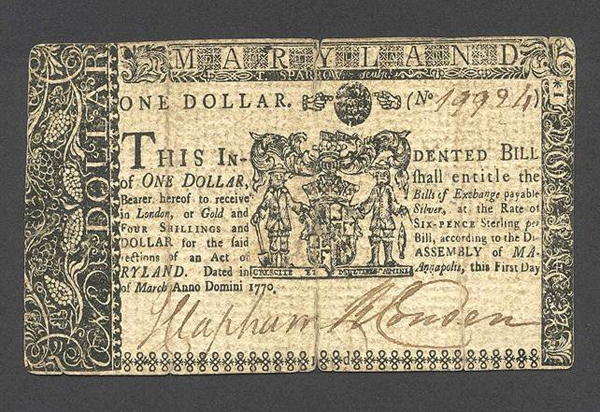 MARYLAND
T. SPARROW ſculp.
ONE DOLLAR. (No 19924)
THIS IN- DENTED BILL
of ONE DOLLAR, ſhall entitle the
Bearer hereof to receive Bills of Exchange payable
in London, or Gold and Silver, at the Rate of
FOUR SHILLINGS and SIX-PENCE Sterling per
DOLLAR for the ſaid Bill, according to the Di-
rections of an Act of ASSEMBLY of MA-
RYLAND. Dated in Annapolis, this First Day
of March Anno Domini 1770.
CRESCITE ET
Clapham R Couden
DOLLAR